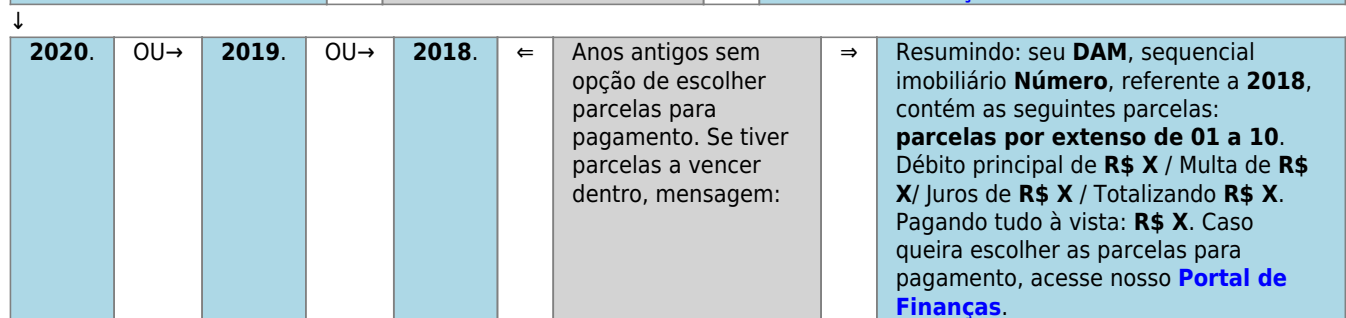 ↓
2020. OU→ 2019. OU→ 2018. ⇐
Anos antigos sem
opção de escolher
parcelas para
pagamento. Se tiver
parcelas a vencer
dentro, mensagem:
⇒
Resumindo: seu DAM, sequencial
imobiliário Número, referente a 2018,
contém as seguintes parcelas:
parcelas por extenso de 01 a 10.
Débito principal de R$ X / Multa de R$
X/ Juros de R$ X / Totalizando R$ X.
Pagando tudo à vista: R$ X. Caso
queira escolher as parcelas para
pagamento, acesse nosso Portal de
Finanças.